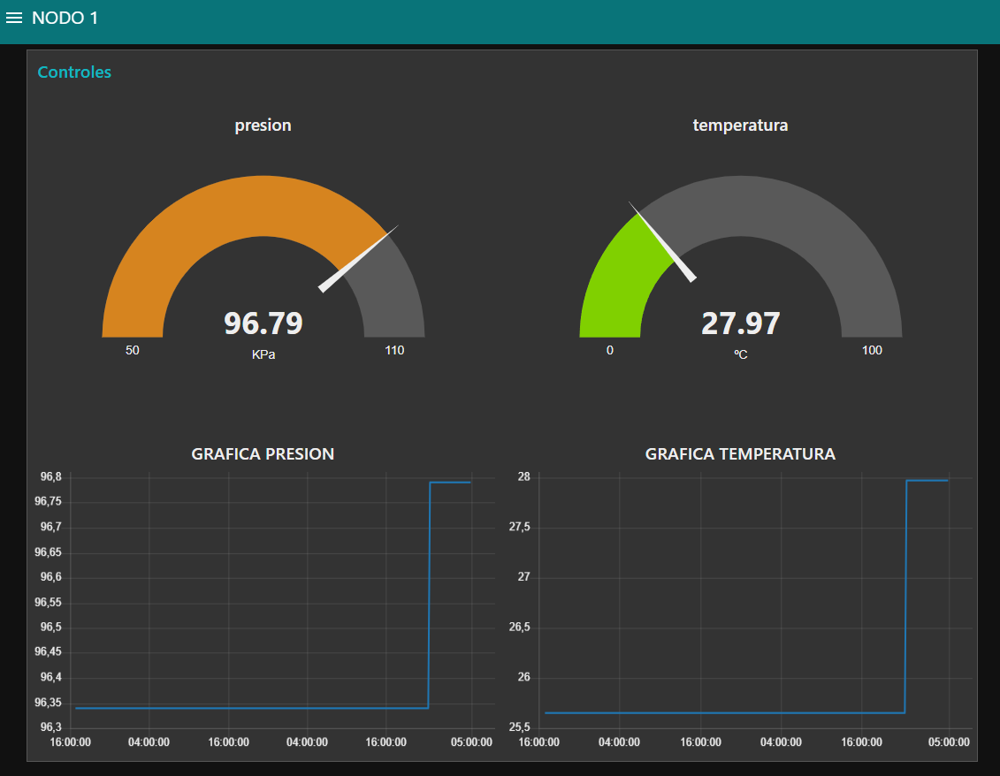 NODO 1
Controles
presion
96.79
KPa
50
110
temperatura
27.97
ºC
0
100
GRAFICA PRESION
96,8
96,75
96,7
96,65
96,6
96,55
96,5
96,45
96,4
96,35
96,3
16:00:00 04:00:00 16:00:00 04:00:00 16:00:00 05:00:00
GRAFICA TEMPERATURA
28
27,5
27
26,5
26
25,5
16:00:00 04:00:00 16:00:00 04:00:00 16:00:00 05:00:00